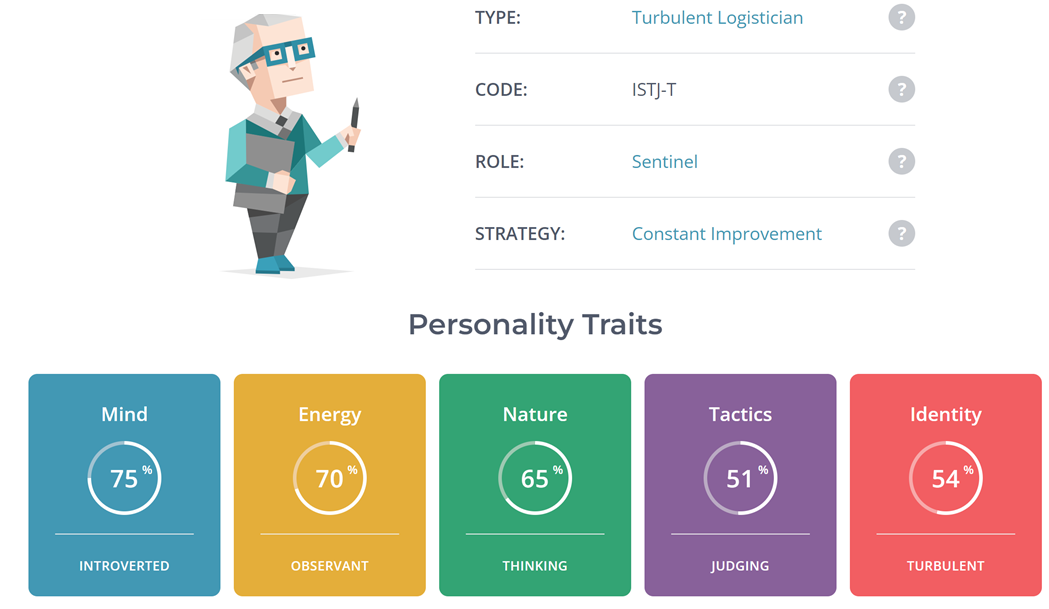 TYPE: Turbulent Logistician ?
CODE: ISTJ-T ?
ROLE: Sentinel ?
STRATEGY: Constant Improvement ?
Personality Traits
Mind
75 %
INTROVERTED
Energy
70 %
OBSERVANT
Nature
65 %
THINKING
Tactics
51 %
JUDGING
Identity
54 %
TURBULENT